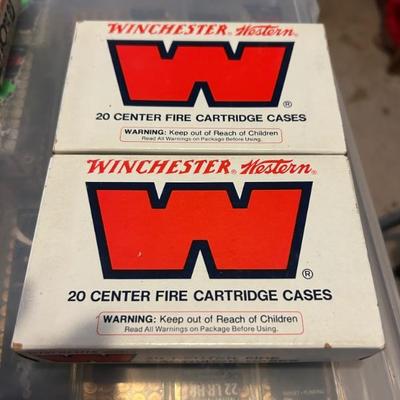 WINCHESTER® Western®
W®
20 CENTER FIRE CARTRIDGE CASES
WARNING: Keep out of Reach of Children
Read All Warnings on Package Before Using.
WINCHESTER® Western®
W®
20 CENTER FIRE CARTRIDGE CASES
WARNING: Keep out of Reach of Children
Read All Warnings on Package Before Using.
22 LR